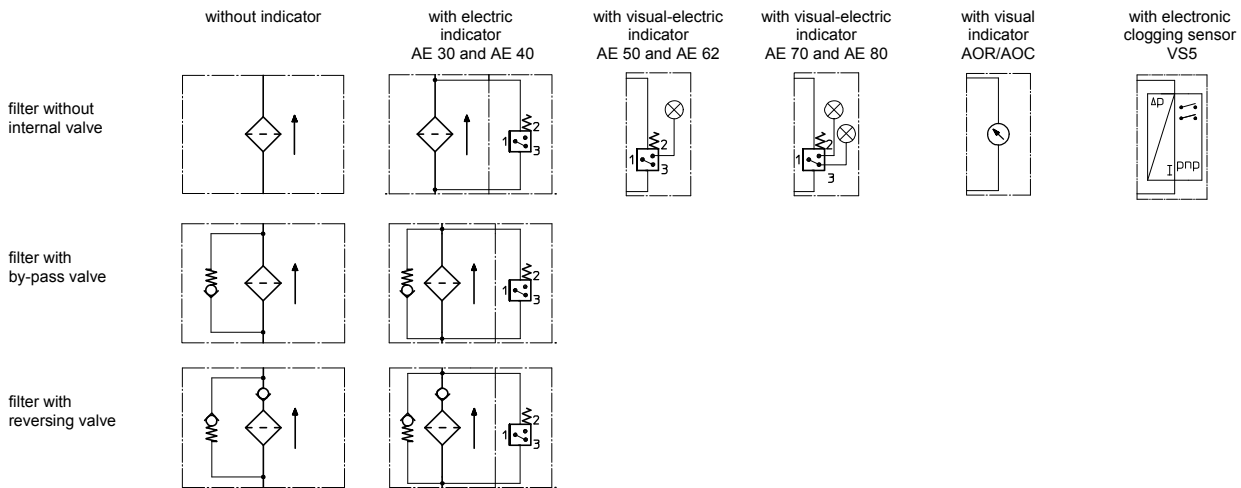 without indicator
with electric
indicator
AE 30 and AE 40
with visual-electric
indicator
AE 50 and AE 62
with visual-electric
indicator
AE 70 and AE 80
with visual
indicator
AOR/AOC
with electronic
clogging sensor
VS5
filter without
internal valve
1 2
3
1 2
3
1 2
3
Δp
I pnp
filter with
by-pass valve
1 2
3
filter with
reversing valve
1 2
3